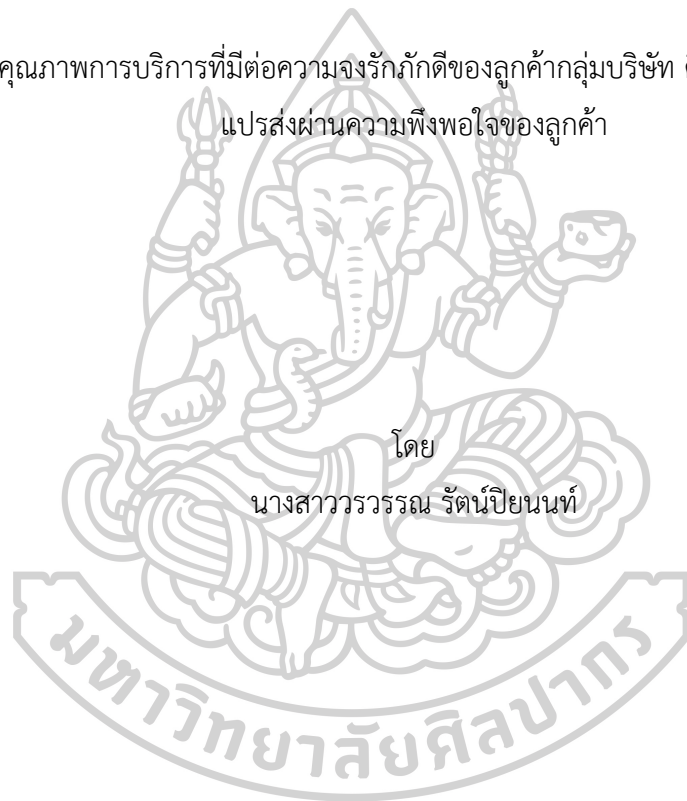 คุณภาพการบริการที่มีต่อความจงรักภักดีของลูกค้ากลุ่มบริษัท
แปรส่งผ่านความพึงพอใจของลูกค้า
โดย
นางสาววรวรรณ รัตน์ปิยนนท์
มหาวิทยาลัยศิลปากร